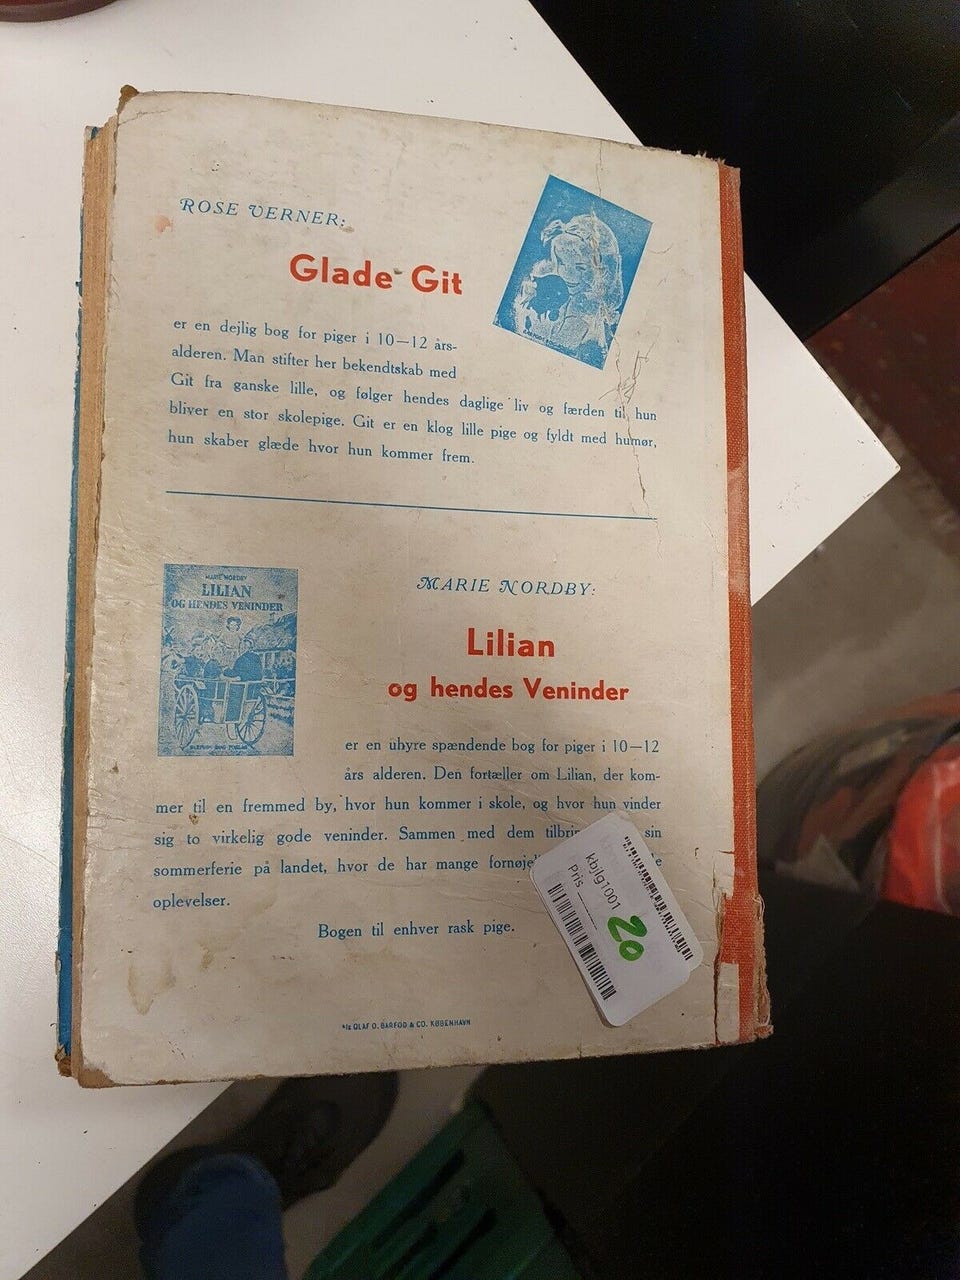 ROSE VERNER:
Glade Git
er en dejlig bog for piger i 10—12 års-
alderen. Man stifter her bekendtskab med
Git fra ganske lille, og følger hendes daglige liv og færden til hun
bliver en stor skolepige. Git er en klog lille pige og fyldt med humør,
hun skaber glæde hvor hun kommer frem.
MARIE NORDBY
LILIAN
OG HENDES VENINDER
MARIE NORDBY:
Lilian
og hendes Veninder
er en uhyre spændende bog for piger i 10—12
års alderen. Den fortæller om Lilian, der kom-
mer til en fremmed by, hvor hun kommer i skole, og hvor hun vinder
sig to virkelig gode veninder. Sammen med dem sin
sommerferie på landet, hvor de har mange
oplevelser.
Bogen til enhver rask pige.
kbjlg1001
Pris
20
A/S OLAF O. BARFOD & CO. KØBENHAVN